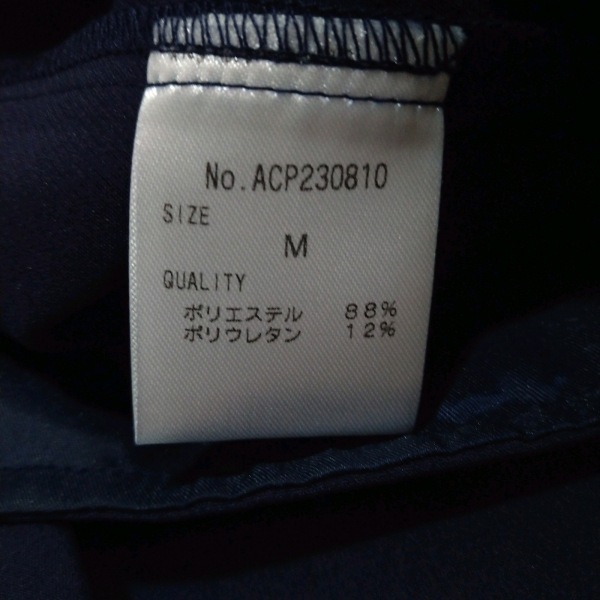 No.ACP230810
SIZE
M
QUALITY
ポリエステル 88%
ポリウレタン 12%